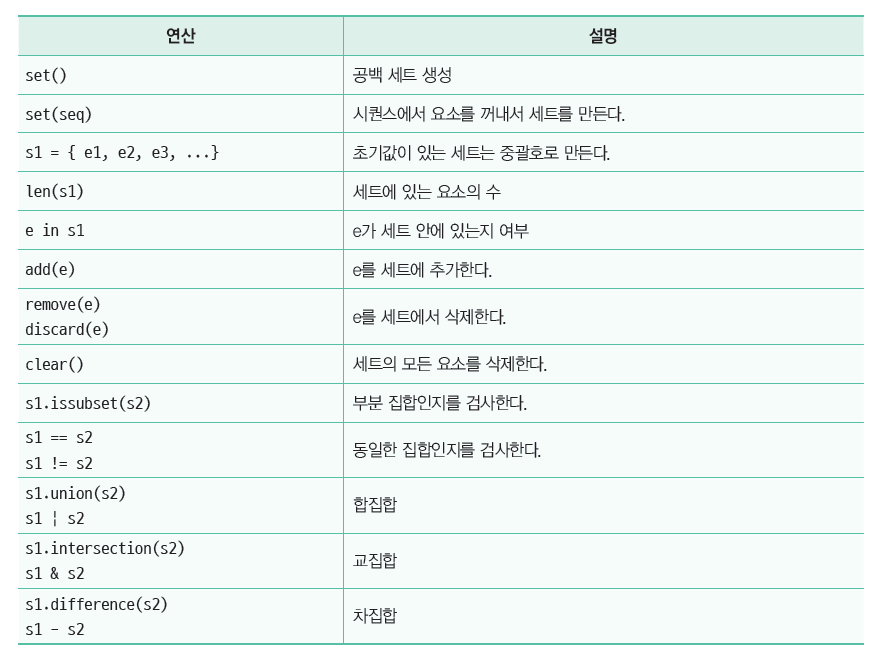 연산 설명
set() 공백 세트 생성
set(seq) 시퀀스에서 요소를 꺼내서 세트를 만든다.
s1 = { e1, e2, e3, ...} 초기값이 있는 세트는 중괄호로 만든다.
len(s1) 세트에 있는 요소의 수
e in s1 e가 세트 안에 있는지 여부
add(e) e를 세트에 추가한다.
remove(e)
discard(e) e를 세트에서 삭제한다.
clear() 세트의 모든 요소를 삭제한다.
s1.issubset(s2) 부분 집합인지를 검사한다.
s1 == s2
s1 != s2 동일한 집합인지를 검사한다.
s1.union(s2)
s1 ¦ s2 합집합
s1.intersection(s2)
s1 & s2 교집합
s1.difference(s2)
s1 - s2 차집합